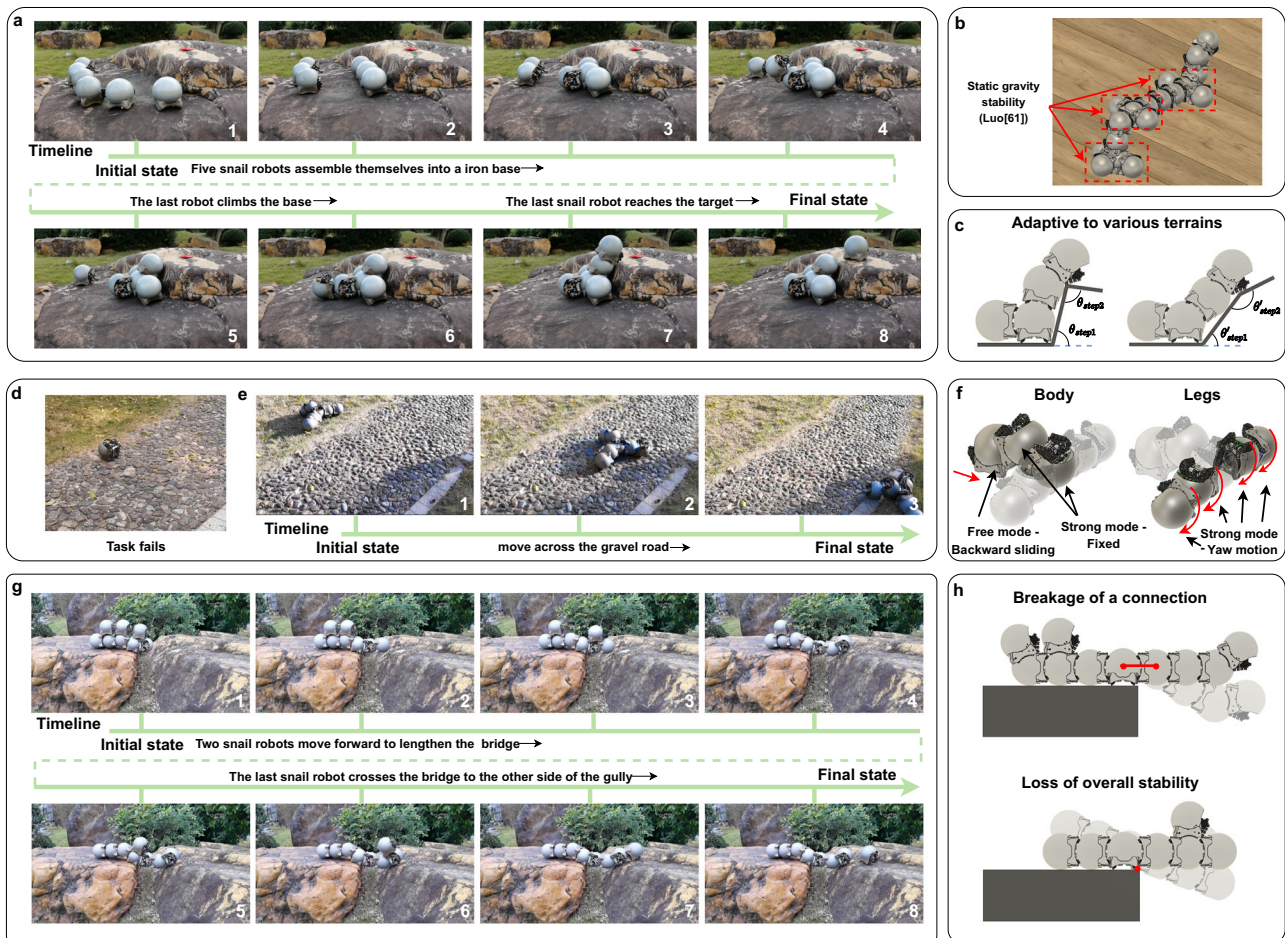 a
1
2
3
4
Timeline
Initial state Five snail robots assemble themselves into a iron base
The last robot climbs the base The last snail robot reaches the target Final state
5
6
7
8
b
Static gravity
stability
(Luo[61])
c
Adaptive to various terrains
θstep2
θstep1
θ′step2
θ′step1
d
Task fails
e
1
2
3
Timeline
Initial state move across the gravel road Final state
f
Body Legs
Free mode -
Backward sliding
Strong mode -
Fixed
Strong mode
- Yaw motion
g
1
2
3
4
Timeline
Initial state Two snail robots move forward to lengthen the bridge
The last snail robot crosses the bridge to the other side of the gully Final state
5
6
7
8
h
Breakage of a connection
Loss of overall stability